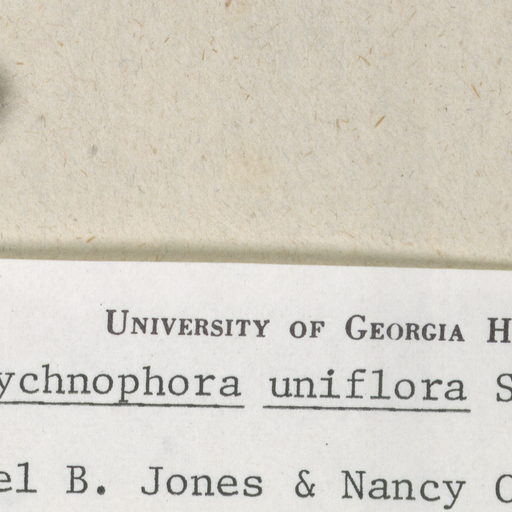 UNIVERSITY OF GEORGIA H
ychnophora uniflora S
el B. Jones & Nancy C